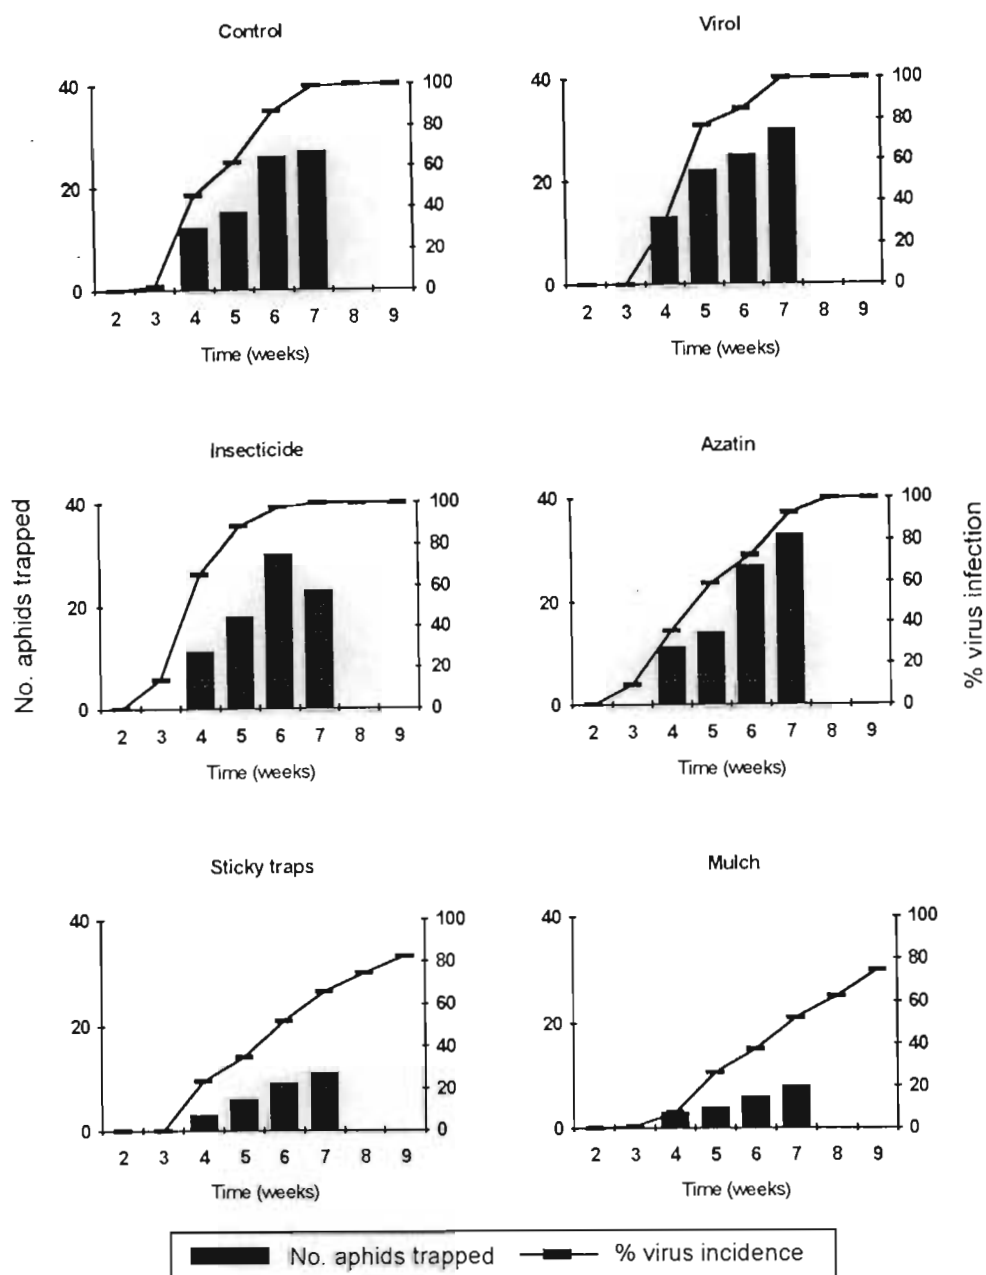 Control
40
20
0
100
80
60
40
20
0
2 3 4 5 6 7 8 9
Time (weeks)
Virol
40
20
0
100
80
60
40
20
0
2 3 4 5 6 7 8 9
Time (weeks)
No. aphids trapped
Insecticide
40
20
0
100
80
60
40
20
0
2 3 4 5 6 7 8 9
Time (weeks)
Azatin
40
20
0
100
80
60
40
20
0
2 3 4 5 6 7 8 9
Time (weeks)
% virus infection
Sticky traps
40
20
0
100
80
60
40
20
0
2 3 4 5 6 7 8 9
Time (weeks)
Mulch
40
20
0
100
80
60
40
20
0
2 3 4 5 6 7 8 9
Time (weeks)
No. aphids trapped % virus incidence